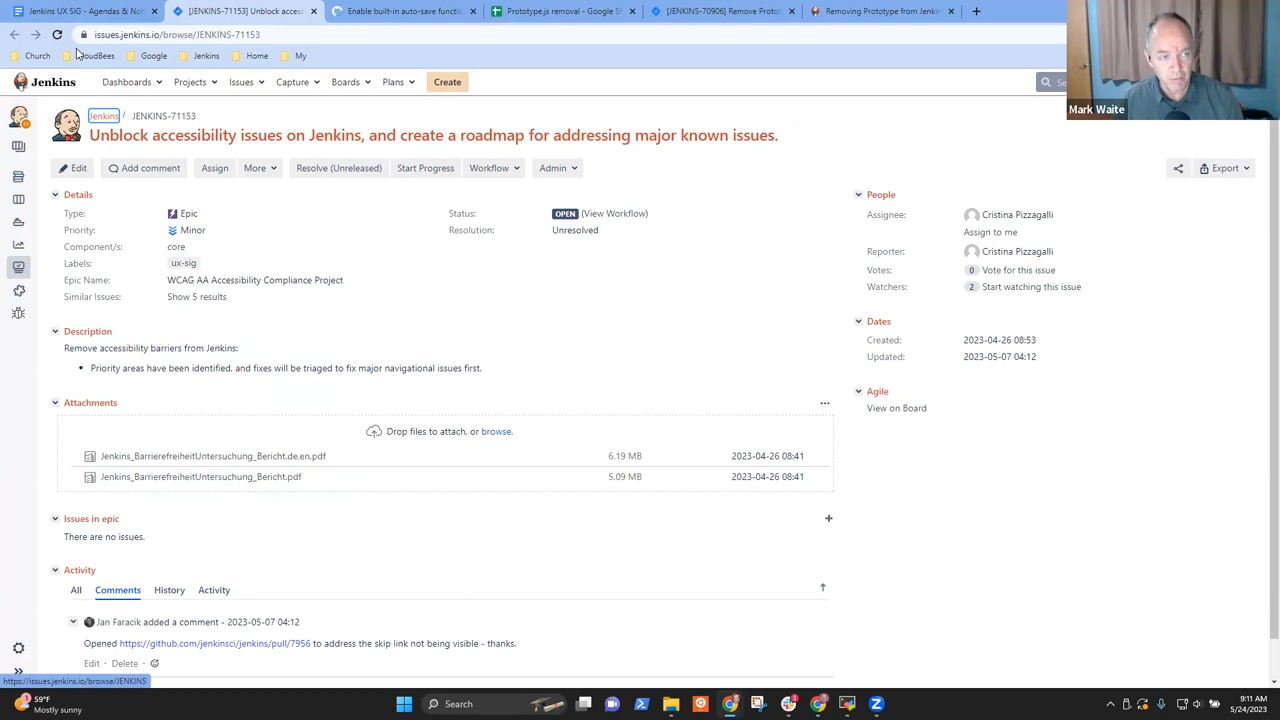 Jenkins UX SIG - Agendas & Notes
[JENKINS-71153] Unblock access
Enable built-in auto-save func
Prototype.js removal - Google S
[JENKINS-70906] Remove Proto
Removing Prototype from Jenk
issues.jenkins.io/browse/JENKINS-71153
Church
CloudBees
Google
Jenkins
Home
My
Jenkins
Dashboards
Projects
Issues
Capture
Boards
Plans
Create
Mark Waite
Jenkins / JENKINS-71153
Unblock accessibility issues on Jenkins, and create a roadmap for addressing major known issues.
Edit
Add comment
Assign
More
Resolve (Unreleased)
Start Progress
Workflow
Admin
Export
Details
Type: Epic
Status: OPEN (View Workflow)
Priority: Minor
Resolution: Unresolved
Component/s: core
Labels: ux-sig
Epic Name: WCAG AA Accessibility Compliance Project
Similar Issues: Show 5 results
People
Assignee: Cristina Pizzagalli
Assign to me
Reporter: Cristina Pizzagalli
Votes: 0 Vote for this issue
Watchers: 2 Start watching this issue
Description
Remove accessibility barriers from Jenkins:
• Priority areas have been identified, and fixes will be triaged to fix major navigational issues first.
Dates
Created: 2023-04-26 08:53
Updated: 2023-05-07 04:12
Agile
View on Board
Attachments
Drop files to attach, or browse.
Jenkins_BarrierefreiheitUntersuchung_Bericht.de.en.pdf 6.19 MB 2023-04-26 08:41
Jenkins_BarrierefreiheitUntersuchung_Bericht.pdf 5.09 MB 2023-04-26 08:41
Issues in epic
There are no issues.
Activity
All Comments History Activity
Jan Faracik added a comment - 2023-05-07 04:12
Opened https://github.com/jenkinsci/jenkins/pull/7956 to address the skip link not being visible - thanks.
Edit Delete
https://issues.jenkins.io/browse/JENKINS
59°F
Mostly sunny
Search
9:11 AM
5/24/2023